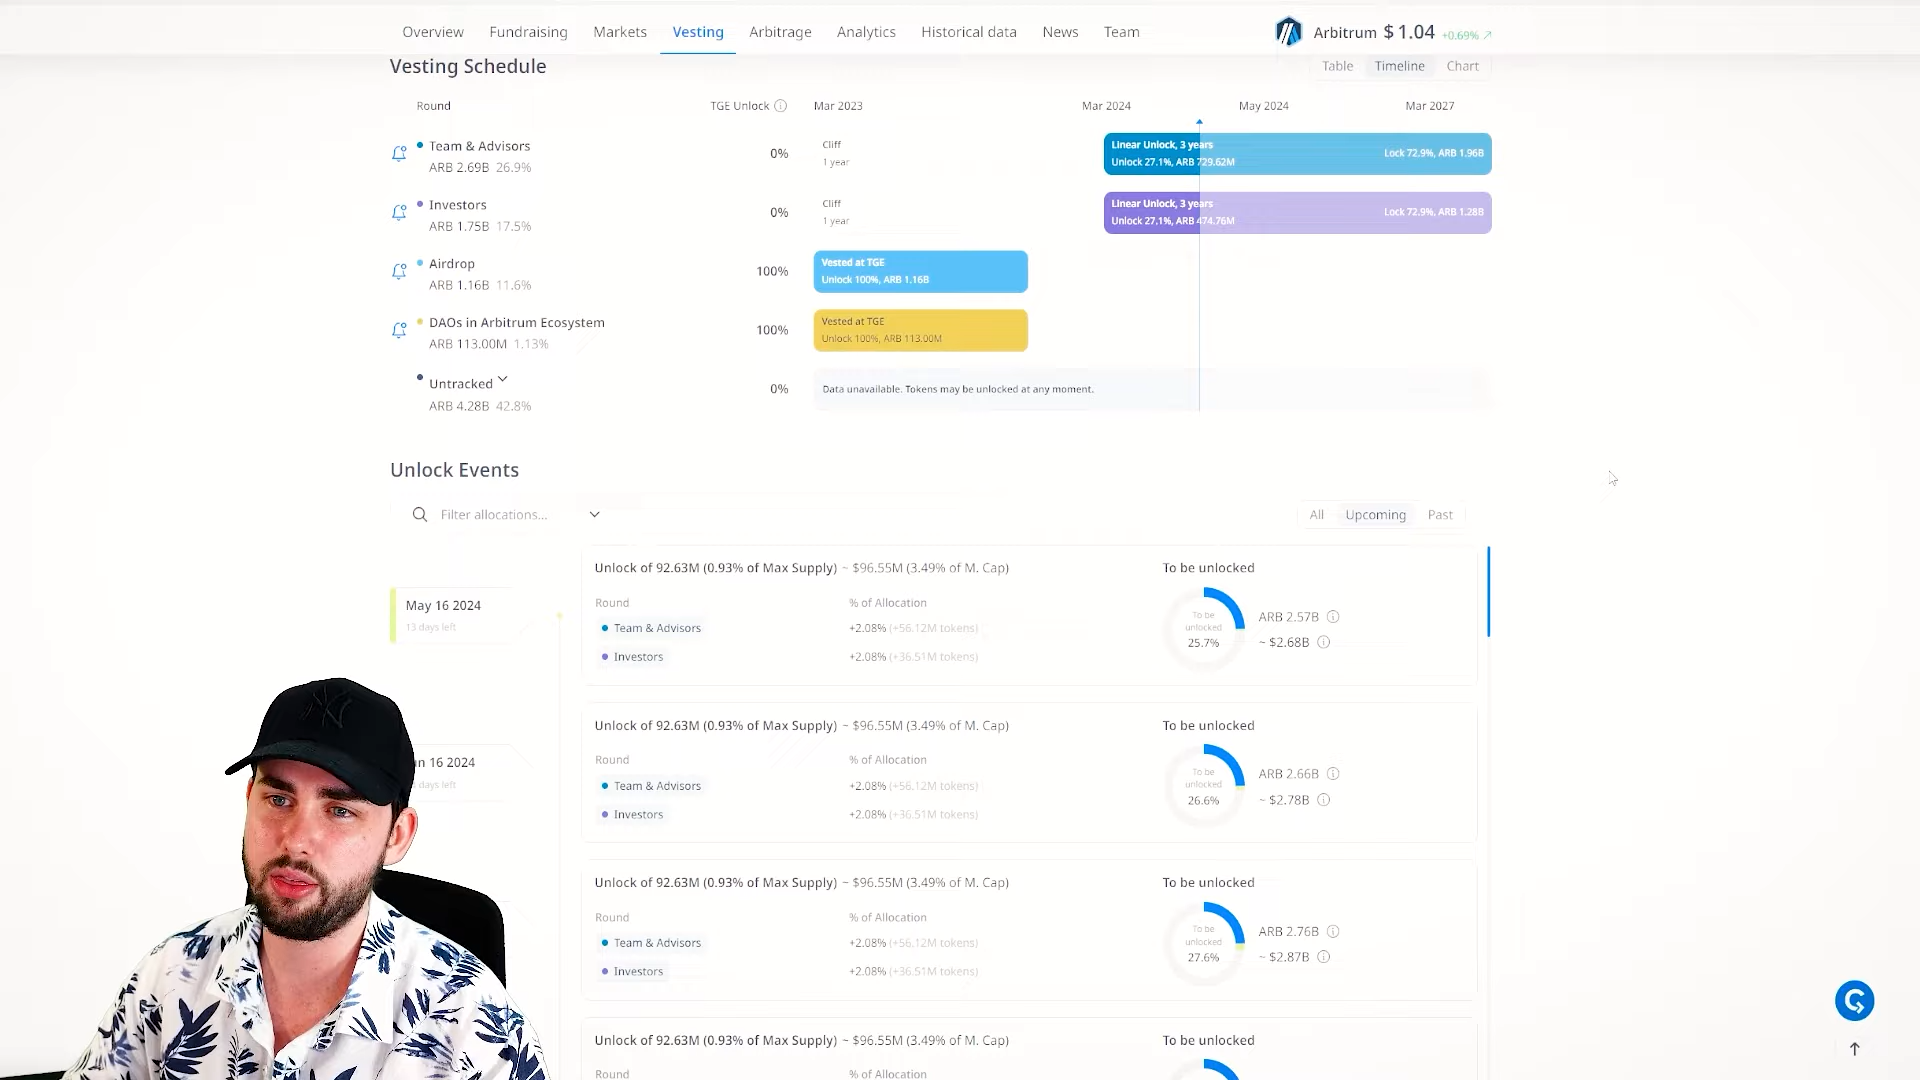 Overview Fundraising Markets Vesting Arbitrage Analytics Historical data News Team
Arbitrum $ 1.04 +0.69%
Vesting Schedule
Table Timeline Chart
Round TGE Unlock Mar 2023 Mar 2024 May 2024 Mar 2027
Team & Advisors
ARB 2.69B 26.9%
0%
Cliff
1 year
Linear Unlock, 3 years
Unlock 27.1%, ARB 729.62M
Lock 72.9%, ARB 1.96B
Investors
ARB 1.75B 17.5%
0%
Cliff
1 year
Linear Unlock, 3 years
Unlock 27.1%, ARB 474.76M
Lock 72.9%, ARB 1.28B
Airdrop
ARB 1.16B 11.6%
100%
Vested at TGE
Unlock 100%, ARB 1.16B
DAOs in Arbitrum Ecosystem
ARB 113.00M 1.13%
100%
Vested at TGE
Unlock 100%, ARB 113.00M
Untracked
ARB 4.28B 42.8%
0%
Data unavailable. Tokens may be unlocked at any moment.
Unlock Events
Filter allocations...
All Upcoming Past
May 16 2024
13 days left
Unlock of 92.63M (0.93% of Max Supply) ~ $96.55M (3.49% of M. Cap)
Round % of Allocation
Team & Advisors +2.08% (+56.12M tokens)
Investors +2.08% (+36.51M tokens)
To be unlocked
To be
unlocked
25.7%
ARB 2.57B
~ $2.68B
16 2024
days left
Unlock of 92.63M (0.93% of Max Supply) ~ $96.55M (3.49% of M. Cap)
Round % of Allocation
Team & Advisors +2.08% (+56.12M tokens)
Investors +2.08% (+36.51M tokens)
To be unlocked
To be
unlocked
26.6%
ARB 2.66B
~ $2.78B
Unlock of 92.63M (0.93% of Max Supply) ~ $96.55M (3.49% of M. Cap)
Round % of Allocation
Team & Advisors +2.08% (+56.12M tokens)
Investors +2.08% (+36.51M tokens)
To be unlocked
To be
unlocked
27.6%
ARB 2.76B
~ $2.87B
Unlock of 92.63M (0.93% of Max Supply) ~ $96.55M (3.49% of M. Cap)
Round % of Allocation
To be unlocked